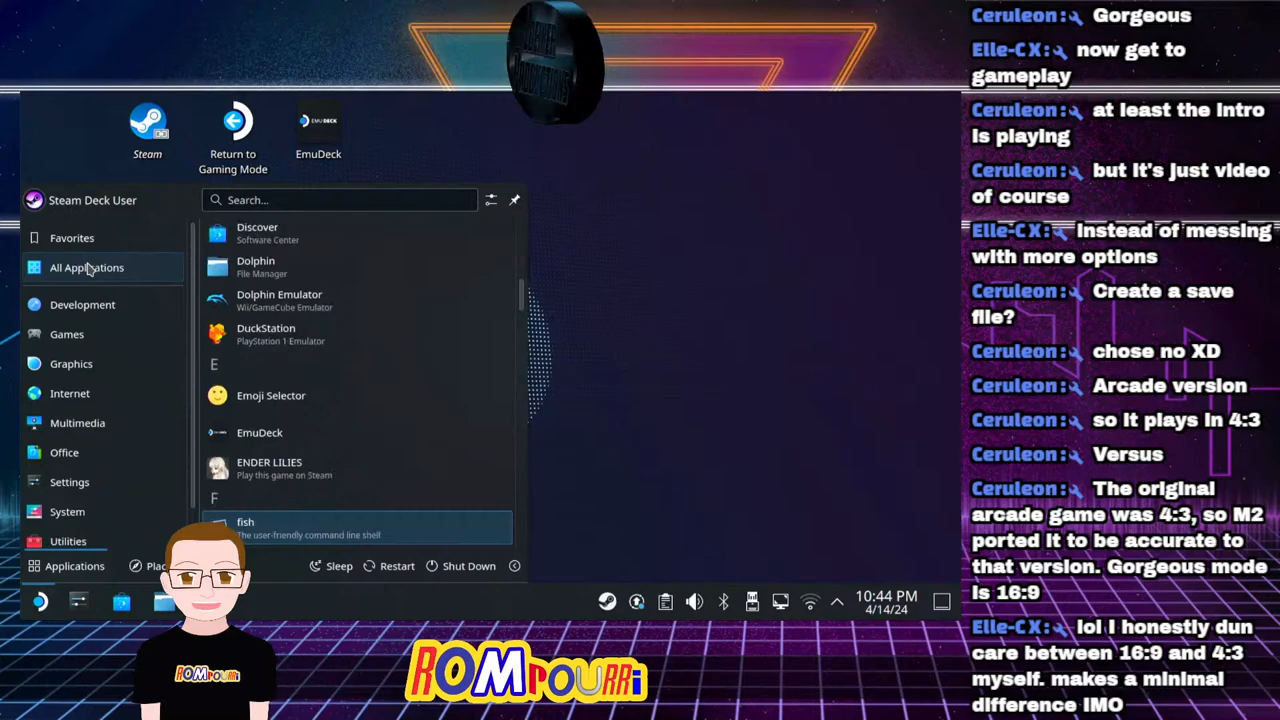 Steam
Return to
Gaming Mode
EMUDECK
EmuDeck
Steam Deck User
Search...
Favorites
All Applications
Development
Games
Graphics
Internet
Multimedia
Office
Settings
System
Utilities
Discover
Software Center
Dolphin
File Manager
Dolphin Emulator
Wii/GameCube Emulator
DuckStation
PlayStation 1 Emulator
E
Emoji Selector
EmuDeck
ENDER LILIES
Play this game on Steam
F
fish
The user-friendly command line shell
Applications
Sleep
Restart
Shut Down
10:44 PM
4/14/24
ROMPOURRi
ROMPOURRi
Ceruleon: Gorgeous
Elle-CX: now get to
gameplay
Ceruleon: at least the intro
is playing
Ceruleon: but it's just video
of course
Elle-CX: instead of messing
with more options
Ceruleon: Create a save
file?
Ceruleon: chose no XD
Ceruleon: Arcade version
Ceruleon: so it plays in 4:3
Ceruleon: Versus
Ceruleon: The original
arcade game was 4:3, so M2
ported it to be accurate to
that version. Gorgeous mode
is 16:9
Elle-CX: lol I honestly dun
care between 16:9 and 4:3
myself. makes a minimal
difference IMO